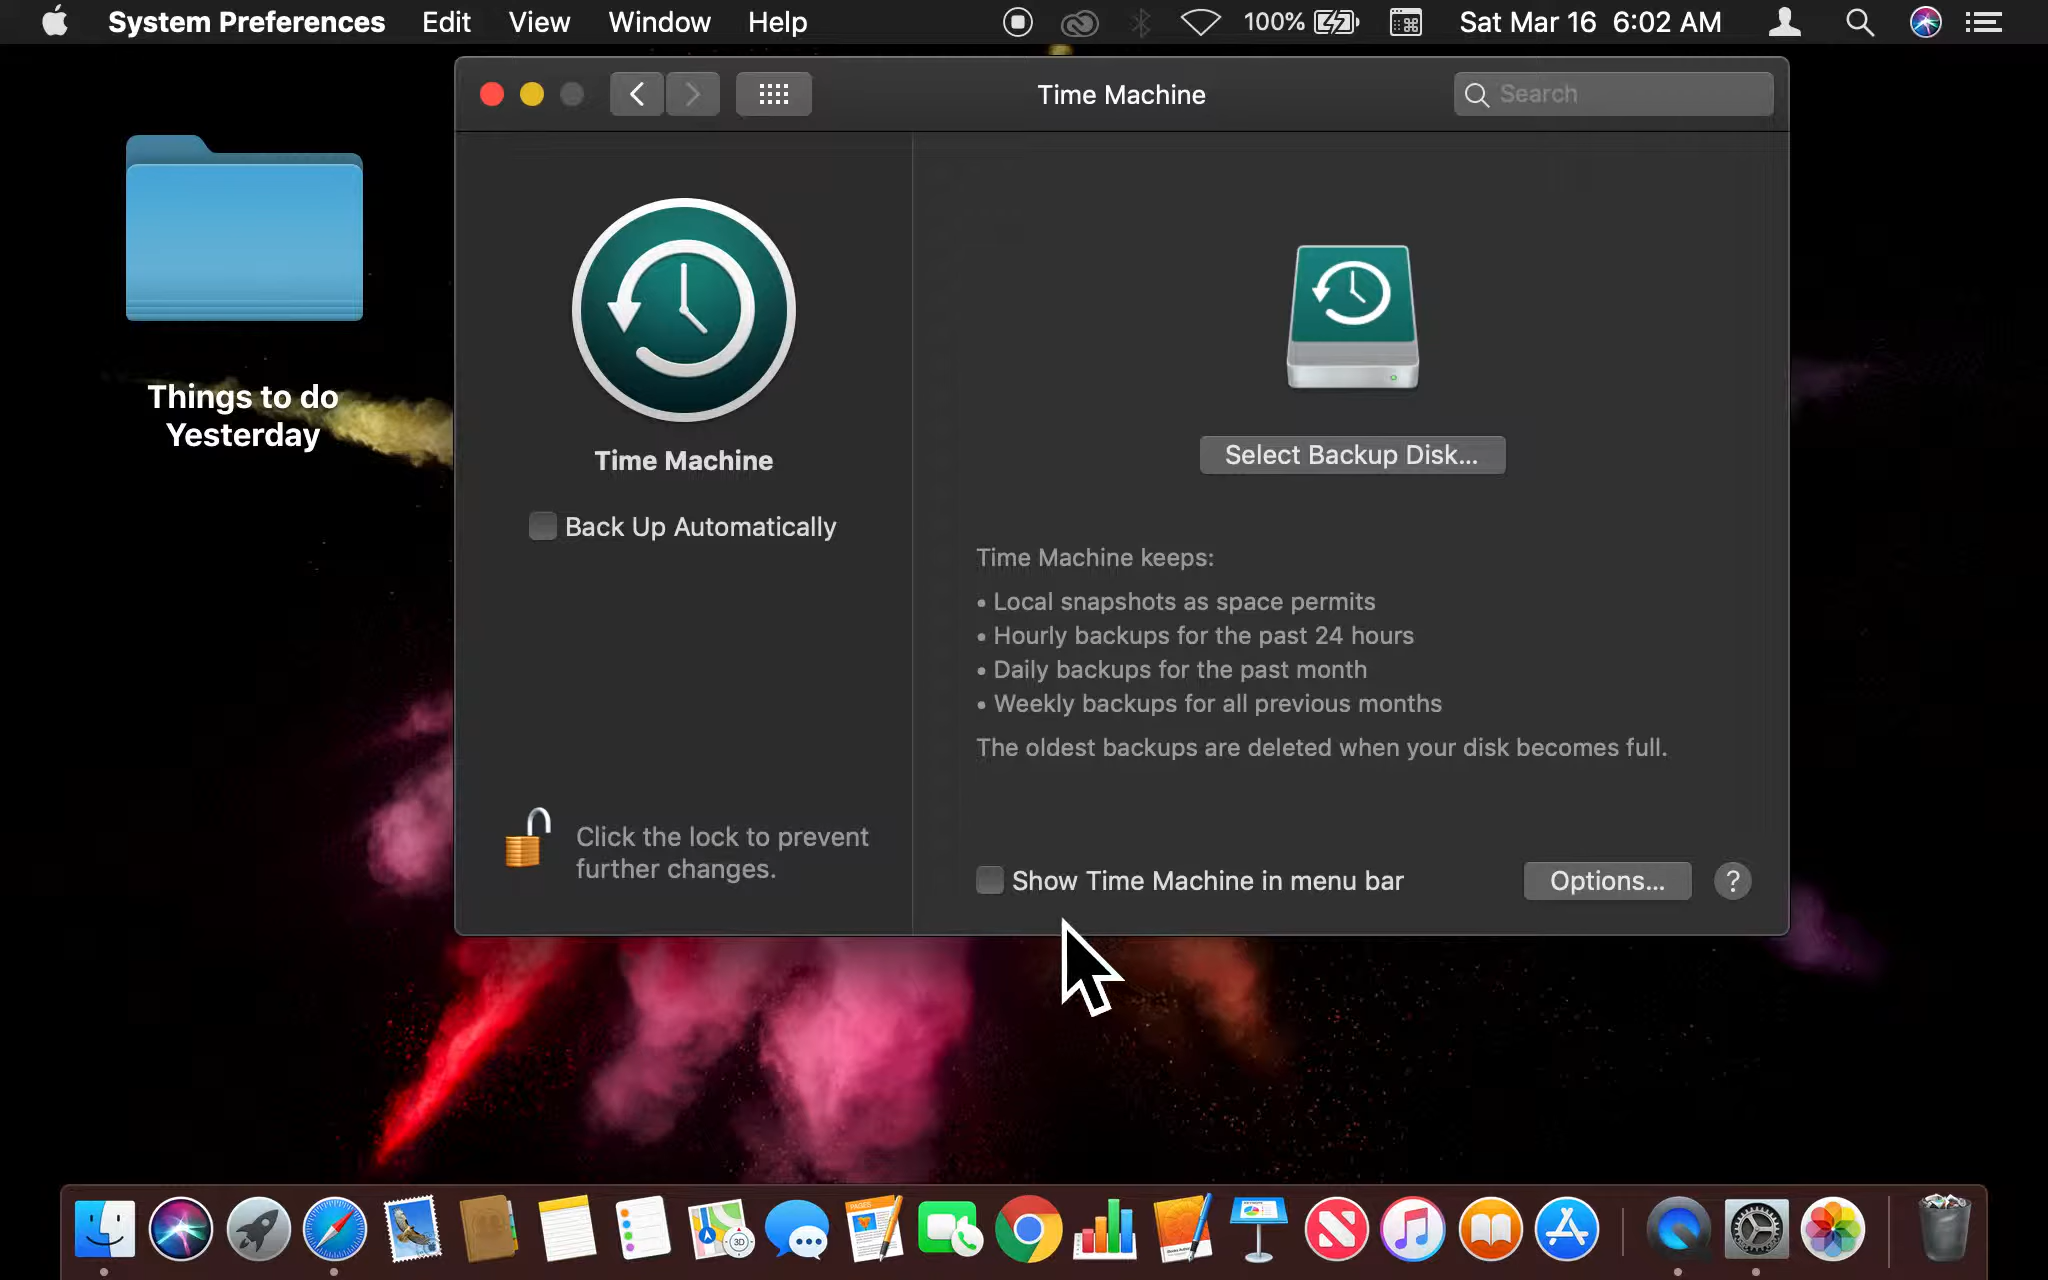 System Preferences Edit View Window Help 100% Sat Mar 16 6:02 AM
Time Machine
Search
Things to do
Yesterday
Time Machine
Back Up Automatically
Click the lock to prevent
further changes.
Select Backup Disk...
Time Machine keeps:
• Local snapshots as space permits
• Hourly backups for the past 24 hours
• Daily backups for the past month
• Weekly backups for all previous months
The oldest backups are deleted when your disk becomes full.
Show Time Machine in menu bar
Options...
?
PAGES
3D